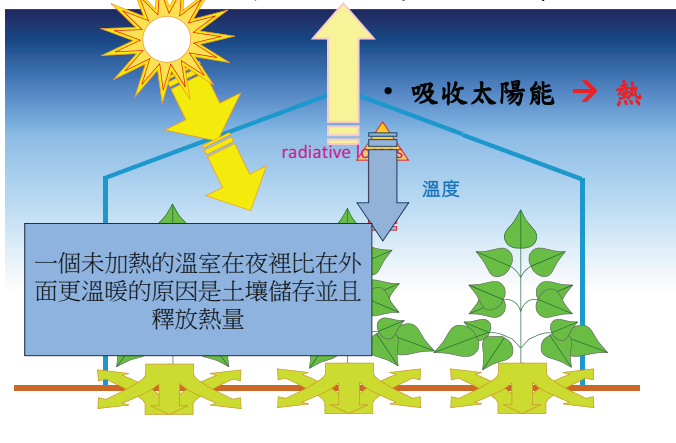 • 吸收太陽能 → 熱
radiative
溫度
一個未加熱的溫室在夜裡比在外
面更溫暖的原因是土壤儲存並且
釋放熱量